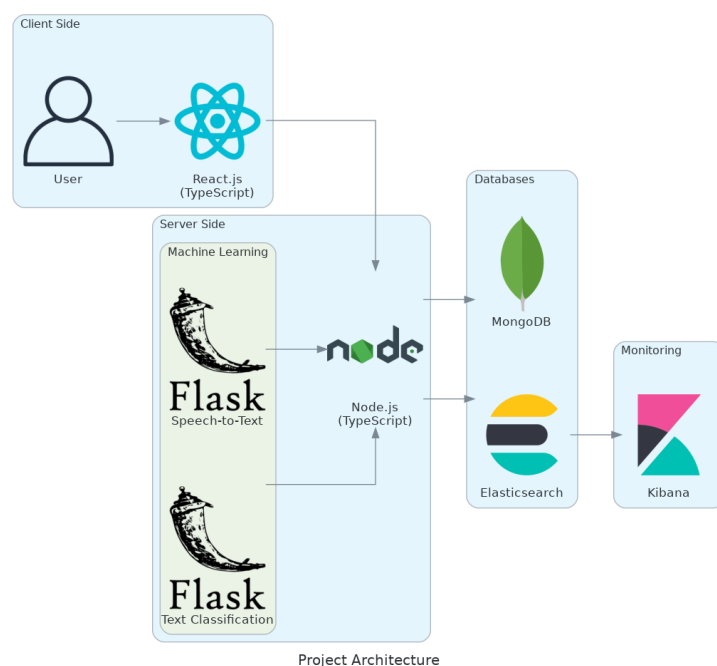 Client Side
User
React.js
(TypeScript)
Server Side
Machine Learning
Flask
Speech-to-Text
Flask
Text Classification
node
Node.js
(TypeScript)
Databases
MongoDB
Elasticsearch
Monitoring
Kibana
Project Architecture